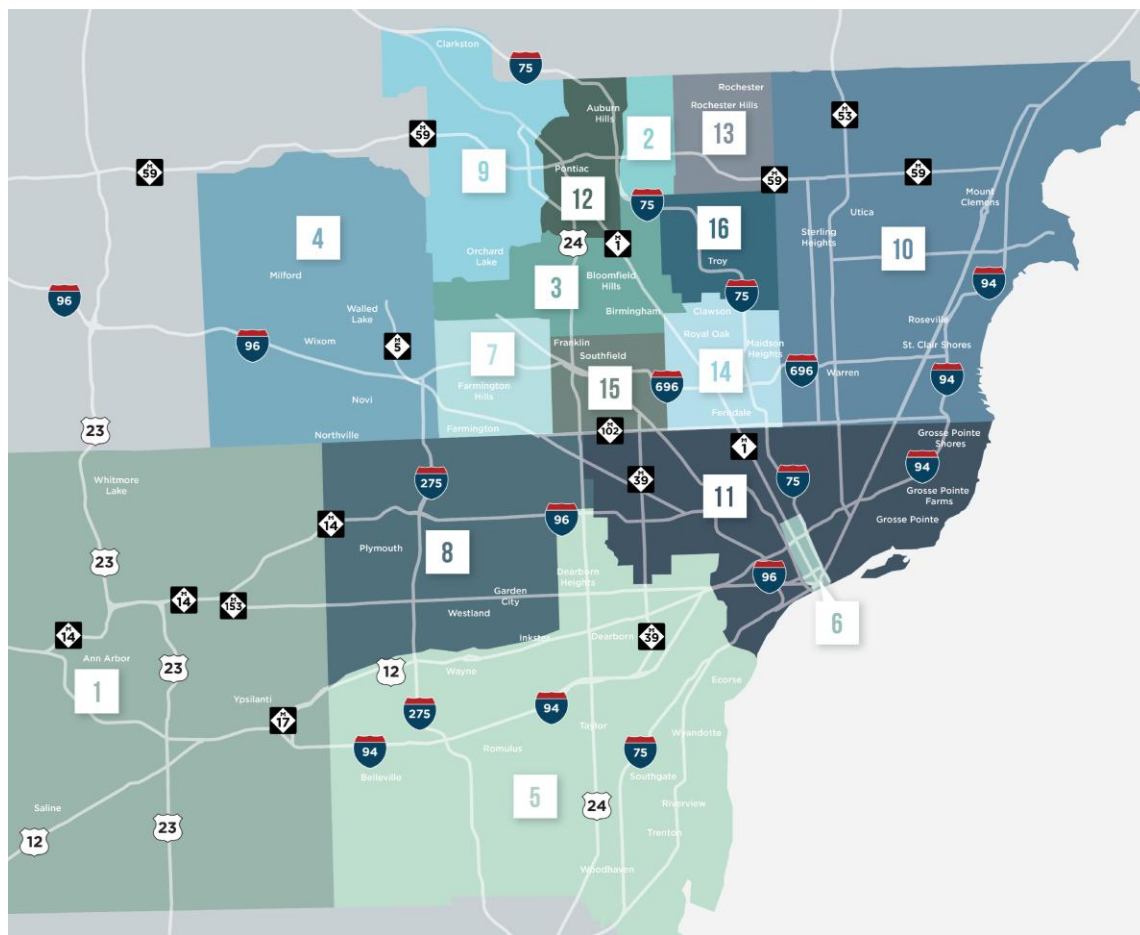 Clarkston
75
Auburn
Hills
2
Rochester
Rochester Hills
13
M
53
M
59
M
59
9
Pontiac
12
M
59
M
59
Mount
Clemens
4
75
16
Utica
Sterling
Heights
10
24
M
1
Orchard
Lake
Troy
Milford
Bloomfield
Hills
3
96
Walled
Lake
Birmingham
75
Clawson
94
Roseville
Wixom
96
M
5
7
Franklin
Southfield
Royal Oak
Maidson
Heights
St. Clair Shores
14
696
696
Warren
94
Farmington
Hills
15
Novi
Ferndale
23
Northville
Farmington
M
102
M
1
Grosse Pointe
Shores
94
Whitmore
Lake
275
M
39
75
Grosse Pointe
Farms
11
M
14
96
Grosse Pointe
Plymouth
8
23
Dearborn
Heights
96
M
14
M
153
Garden
City
Westland
6
M
14
Inkster
Dearborn
M
39
Ann Arbor
23
12
Wayne
Ecorse
1
Ypsilanti
M
17
275
94
Taylor
Wyandotte
94
Romulus
75
Belleville
Southgate
5
Saline
24
Riverview
23
12
Trenton
Woodhaven